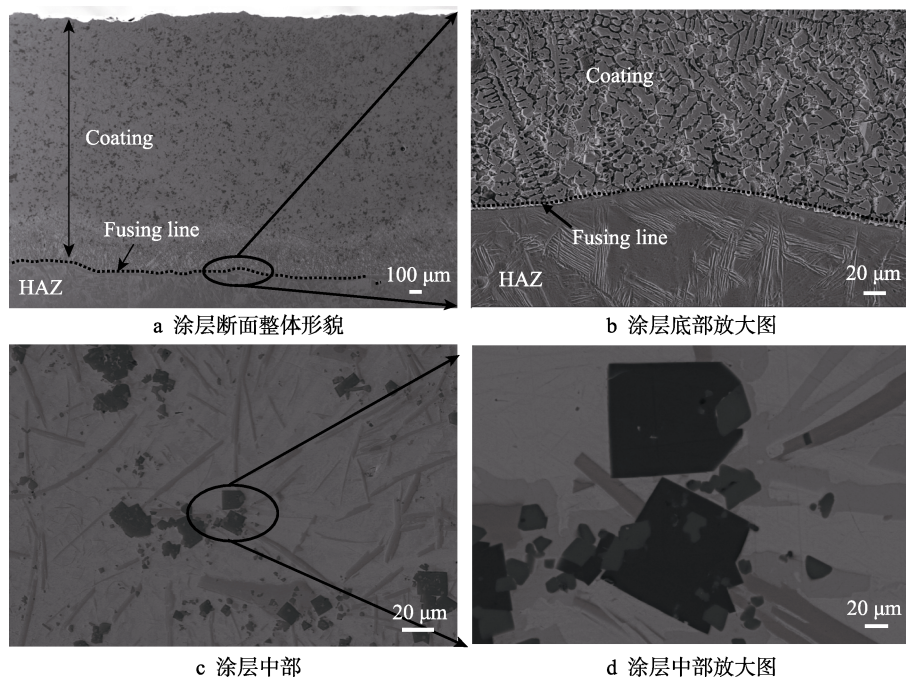 Coating
Fusing line
HAZ
100 μm
a 涂层断面整体形貌
Coating
Fusing line
HAZ
20 μm
b 涂层底部放大图
20 μm
c 涂层中部
20 μm
d 涂层中部放大图